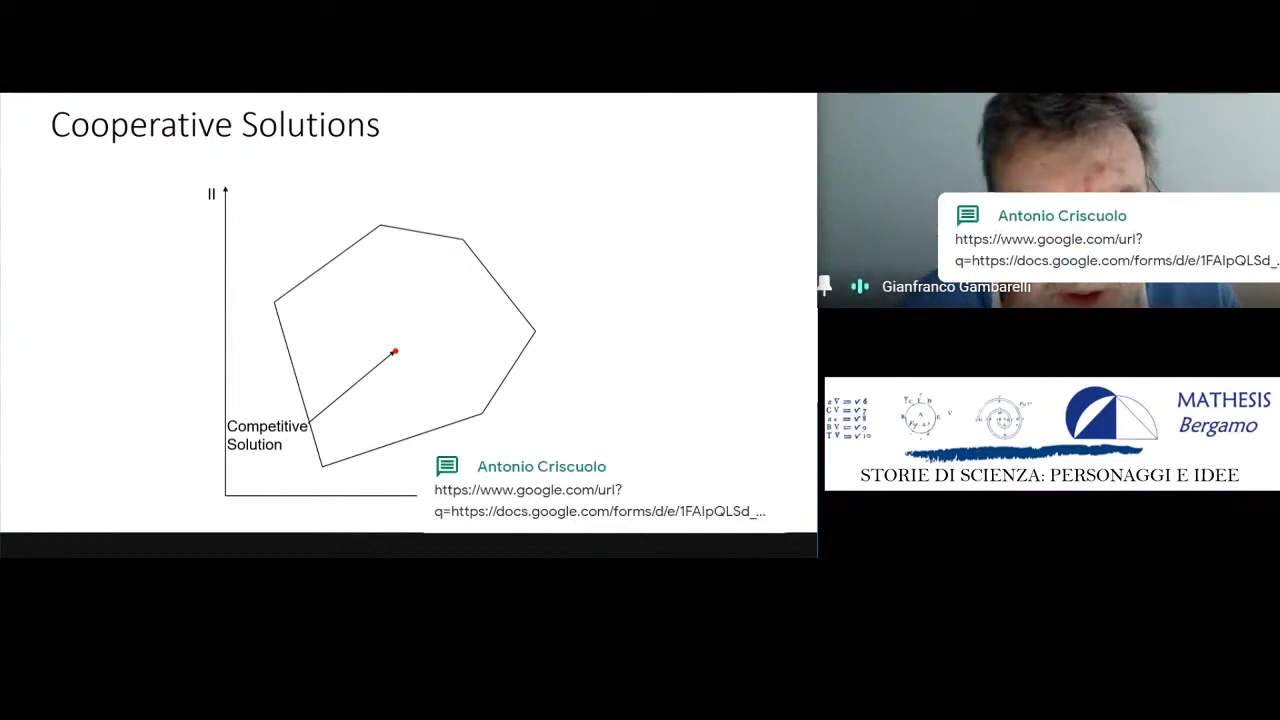 Cooperative Solutions
II
Competitive
Solution
Antonio Criscuolo
https://www.google.com/url?
q=https://docs.google.com/forms/d/e/1FAIpQLSd_...
Antonio Criscuolo
https://www.google.com/url?
q=https://docs.google.com/forms/d/e/1FAIpQLSd_...
Gianfranco Gambarelli
MATHESIS
Bergamo
STORIE DI SCIENZA: PERSONAGGI E IDEE